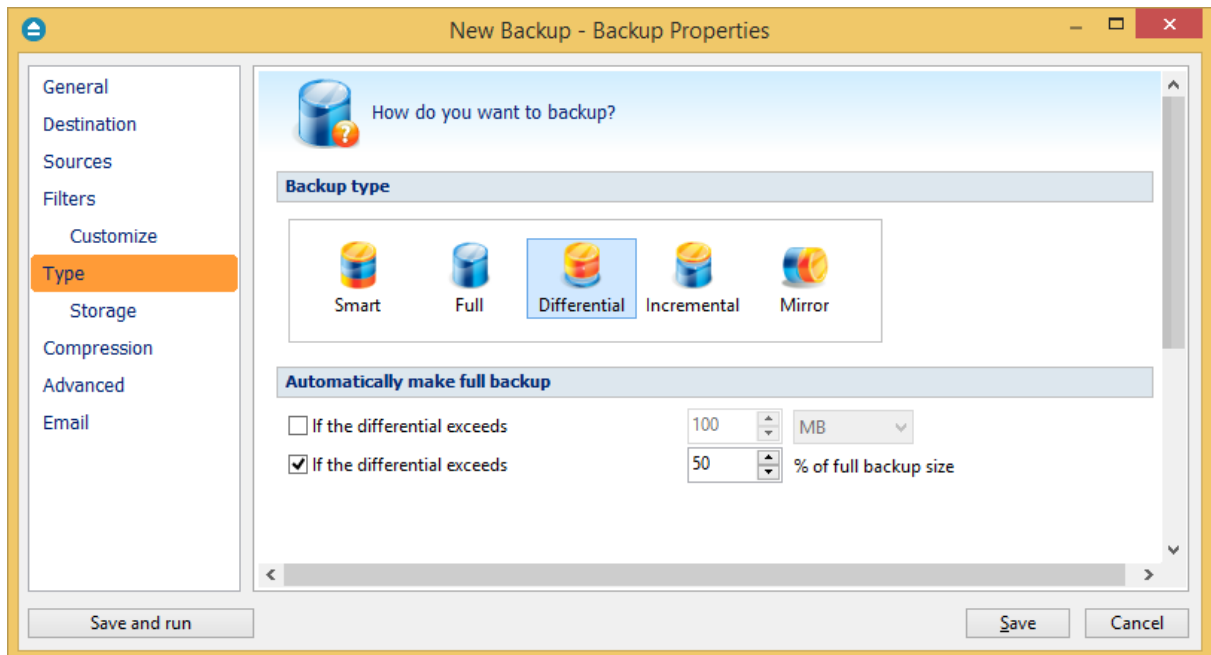 New Backup - Backup Properties
General
Destination
Sources
Filters
Customize
Type
Storage
Compression
Advanced
Email
How do you want to backup?
Backup type
Smart Full Differential Incremental Mirror
Automatically make full backup
If the differential exceeds 100 MB
If the differential exceeds 50 % of full backup size
Save and run Save Cancel